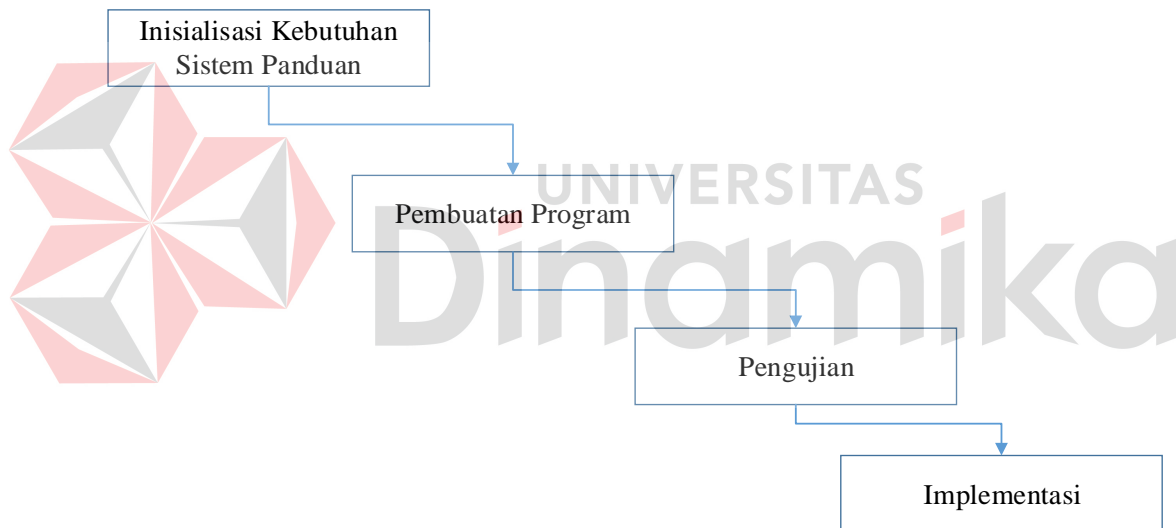 Inisialisasi Kebutuhan
Sistem Panduan
UNIVERSITAS
Dinamika
Pembuatan Program
Pengujian
Implementasi